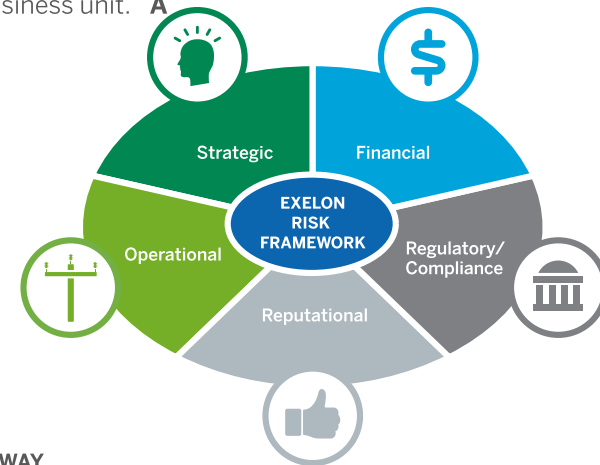 siness unit. A
Strategic
Financial
EXELON
RISK
FRAMEWORK
Operational
Regulatory/
Compliance
Reputational
WAY